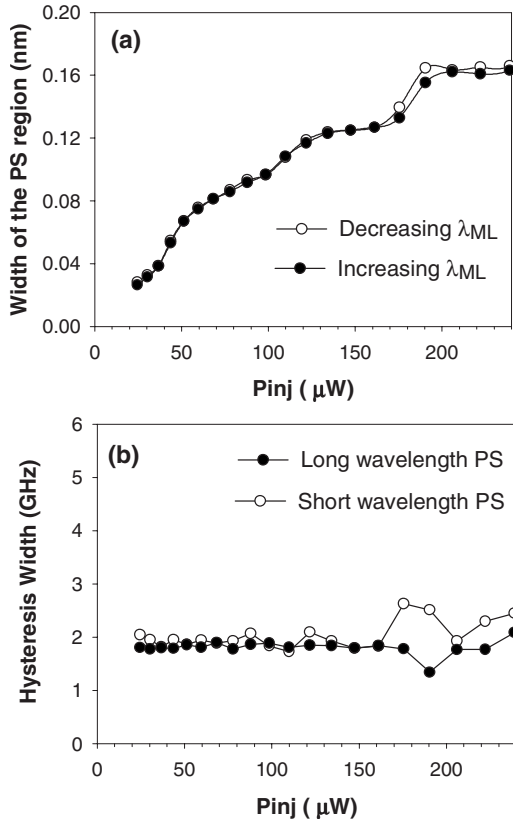 (a)
0.20
0.16
0.12
0.08
0.04
0.00
Width of the PS region (nm)
Decreasing λML
Increasing λML
0 50 100 150 200
Pinj ( μW)
(b)
6
5
4
3
2
1
0
Hysteresis Width (GHz)
Long wavelength PS
Short wavelength PS
0 50 100 150 200
Pinj ( μW)